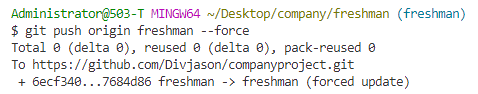 Administrator@503-T MINGW64 ~/Desktop/company/freshman (freshman)
$ git push origin freshman --force
Total 0 (delta 0), reused 0 (delta 0), pack-reused 0
To https://github.com/Divjason/companyproject.git
 + 6ecf340...7684d86 freshman -> freshman (forced update)